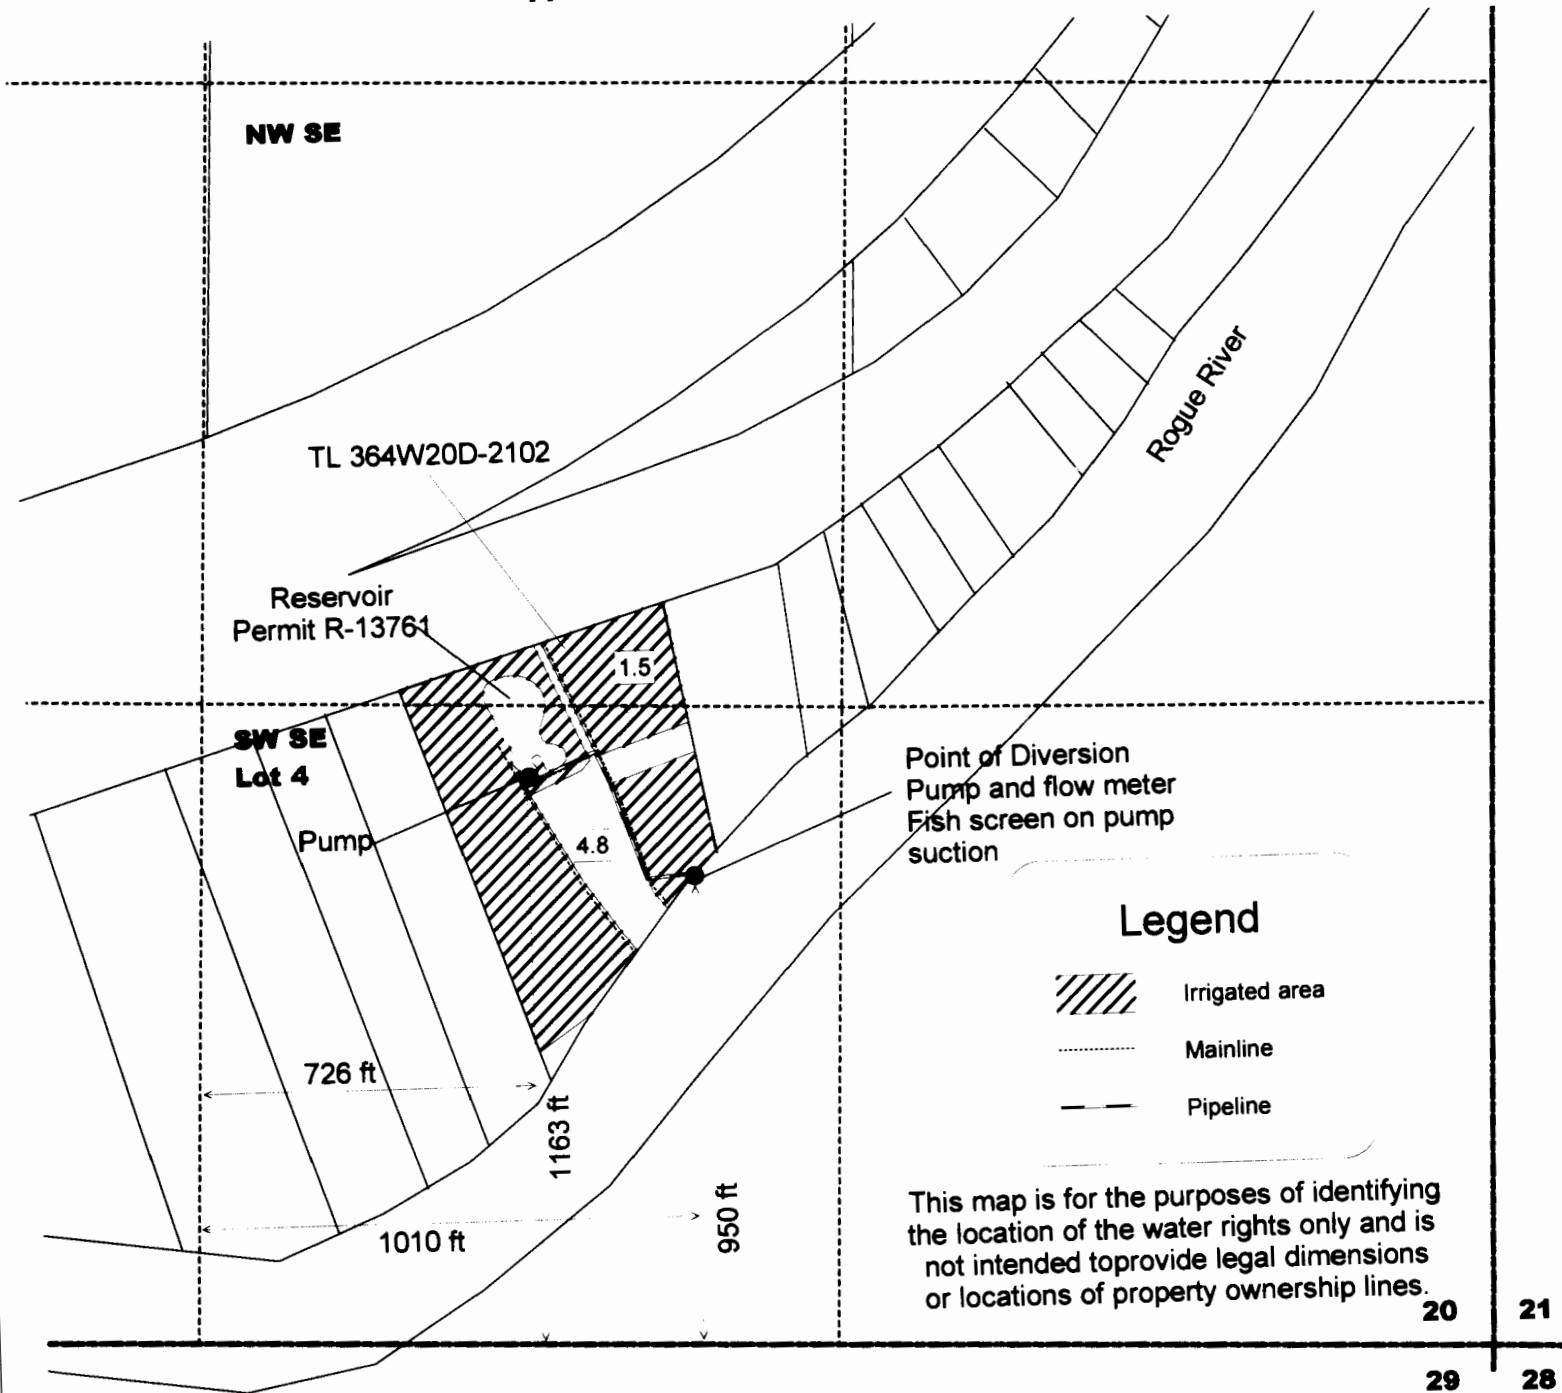 NW SE
TL 364W20D-2102
Rogue River
Reservoir
Permit R-13761
1.5
SW SE
Lot 4
Pump
4.8
Point of Diversion
Pump and flow meter
Fish screen on pump
suction
Legend
Irrigated area
Mainline
Pipeline
726 ft
1163 ft
1010 ft
950 ft
This map is for the purposes of identifying
the location of the water rights only and is
not intended toprovide legal dimensions
or locations of property ownership lines.
20
21
29
28